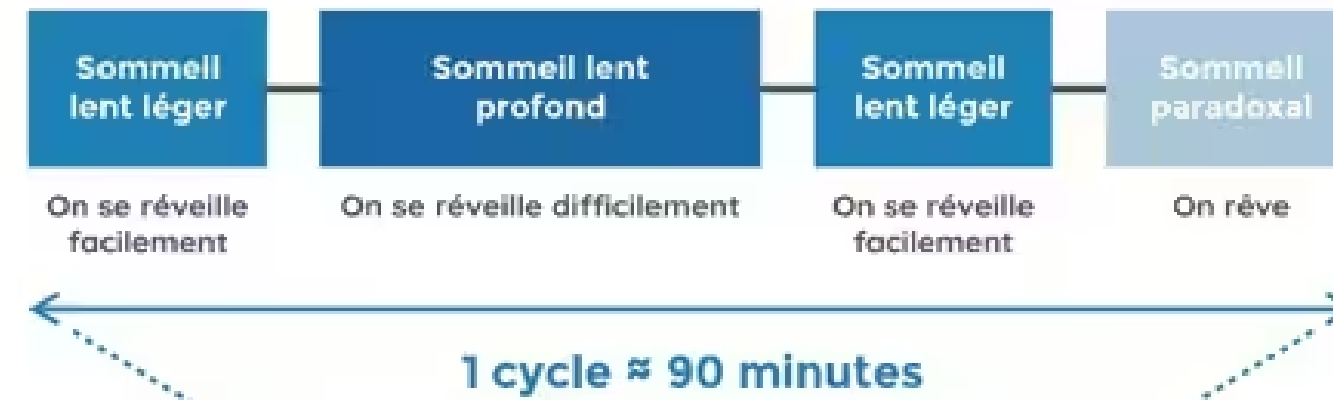 Sommeil
lent léger
Sommeil lent
profond
Sommeil
lent léger
Sommeil
paradoxal
On se réveille
facilement
On se réveille difficilement
On se réveille
facilement
On rêve
1 cycle ≈ 90 minutes